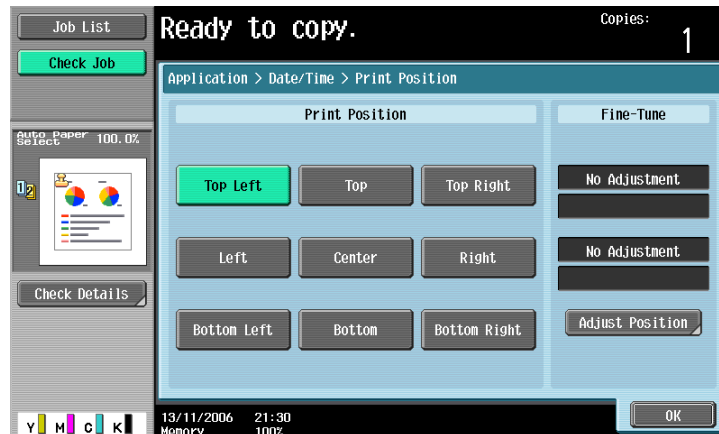 Job List
Check Job
Auto Paper
Select 100.0%
1 2
Check Details
Y M C K
Ready to copy.
Copies:
1
Application > Date/Time > Print Position
Print Position
Top Left Top Top Right
Left Center Right
Bottom Left Bottom Bottom Right
Fine-Tune
No Adjustment
No Adjustment
Adjust Position
13/11/2006 21:30
Memory 100%
OK